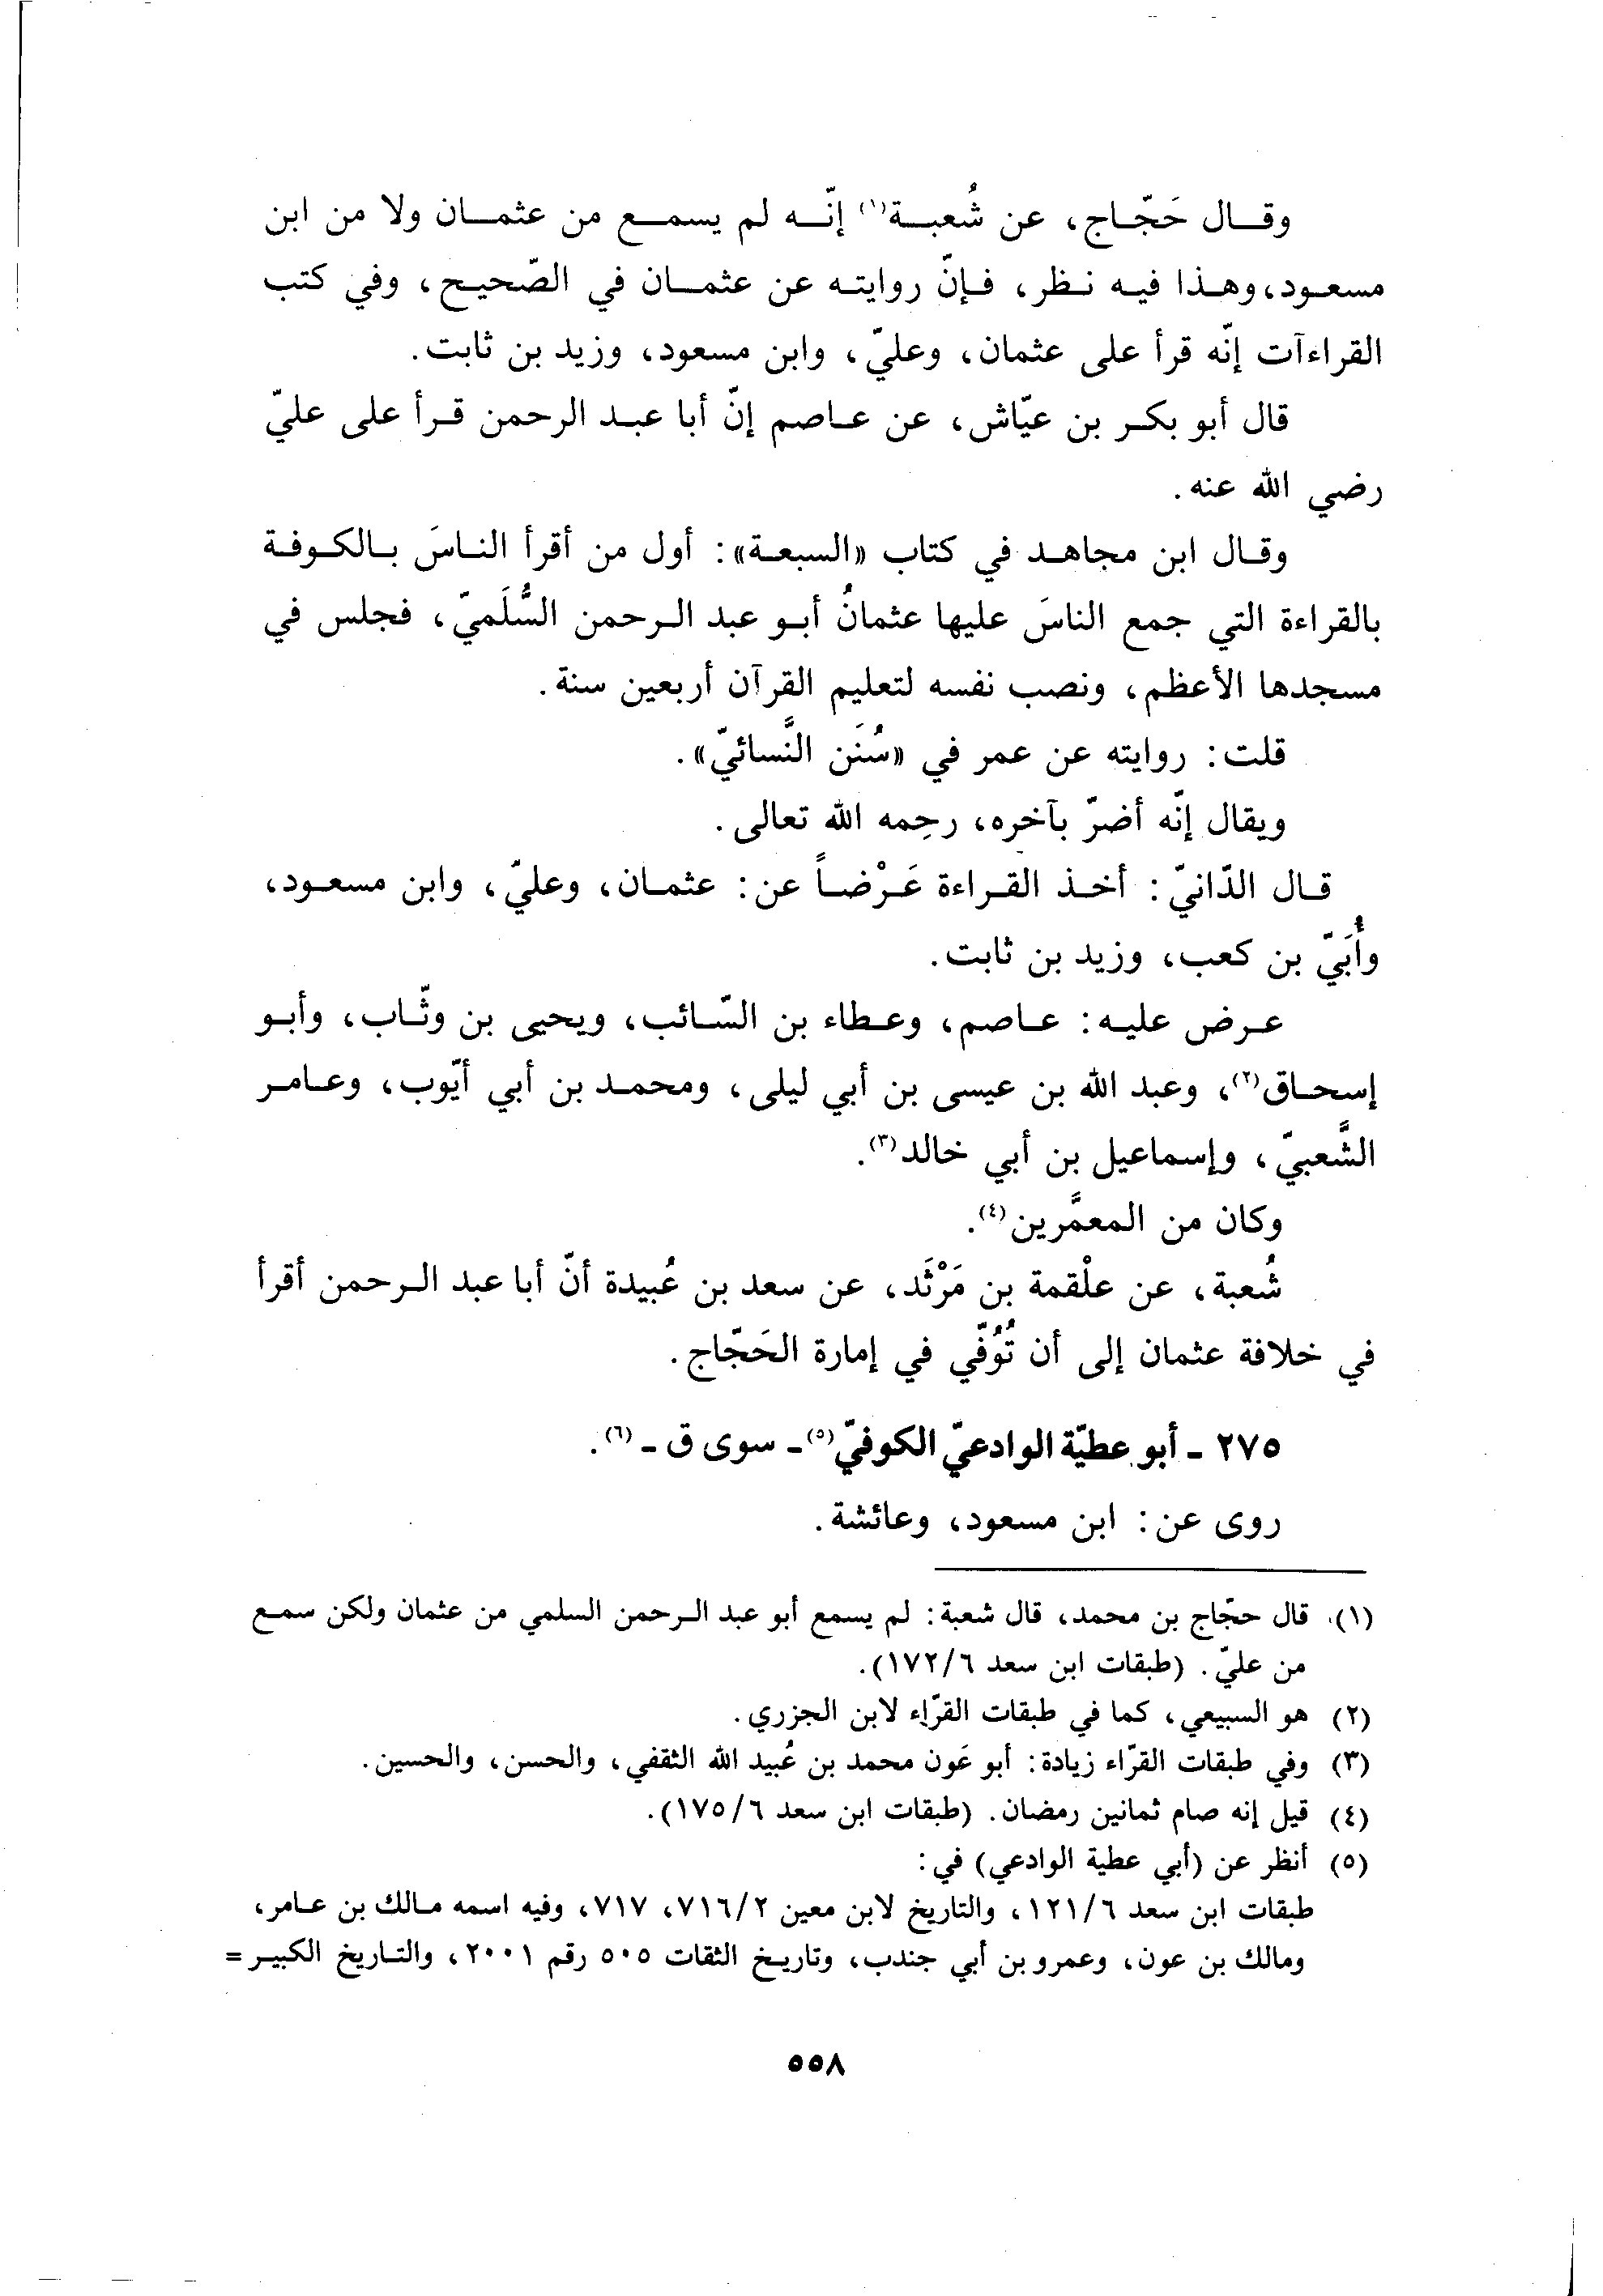 وقال حَجّاج، عن شُعبة(١) إنّه لم يسمع من عثمان ولا من ابن
مسعود، وهذا فيه نظر، فإنّ روايته عن عثمان في الصّحيح، وفي كتب
القراءآت إنّه قرأ على عثمان، وعليّ، وابن مسعود، وزيد بن ثابت.
قال أبو بكر بن عيّاش، عن عاصم إنّ أبا عبد الرحمن قرأ على عليّ
رضي الله عنه.
وقال ابن مجاهد في كتاب «السبعة»: أول من أقرأ الناسَ بالكوفة
بالقراءة التي جمع الناسَ عليها عثمانُ أبو عبد الرحمن السُّلَميّ، فجلس في
مسجدها الأعظم، ونصب نفسه لتعليم القرآن أربعين سنة.
قلت: روايته عن عمر في «سُنَن النَّسائيّ».
ويقال إنّه أضرّ بآخره، رحِمه الله تعالى.
قال الدّانيّ: أخذ القراءة عَرْضاً عن: عثمان، وعليّ، وابن مسعود،
وأُبَيّ بن كعب، وزيد بن ثابت.
عرض عليه: عاصم، وعطاء بن السّائب، ويحيى بن وثّاب، وأبو
إسحاق(٢)، وعبد الله بن عيسى بن أبي ليلى، ومحمد بن أبي أيّوب، وعامر
الشَّعبيّ، وإسماعيل بن أبي خالد(٣).
وكان من المعمَّرين(٤).
شُعبة، عن علْقمة بن مَرْثَد، عن سعد بن عُبيدة أنّ أبا عبد الرحمن أقرأ
في خلافة عثمان إلى أن تُوُفّي في إمارة الحَجّاج.
٢٧٥ - أبو عطيّة الوادعيّ الكوفيّ(٥) - سوى ق - (٦).
روى عن: ابن مسعود، وعائشة.
(١) قال حجّاج بن محمد، قال شعبة: لم يسمع أبو عبد الرحمن السلمي من عثمان ولكن سمع
من عليّ. (طبقات ابن سعد ١٧٢/٦).
(٢) هو السبيعي، كما في طبقات القرّاء لابن الجزري.
(٣) وفي طبقات القرّاء زيادة: أبو عَون محمد بن عُبيد الله الثقفي، والحسن، والحسين.
(٤) قيل إنه صام ثمانين رمضان. (طبقات ابن سعد ١٧٥/٦).
(٥) أنظر عن (أبي عطية الوادعي) في:
طبقات ابن سعد ١٢١/٦، والتاريخ لابن معين ٧١٦/٢، ٧١٧، وفيه اسمه مالك بن عامر،
ومالك بن عون، وعمرو بن أبي جندب، وتاريخ الثقات ٥٠٥ رقم ٢٠٠١، والتاريخ الكبير =
٥٥٨